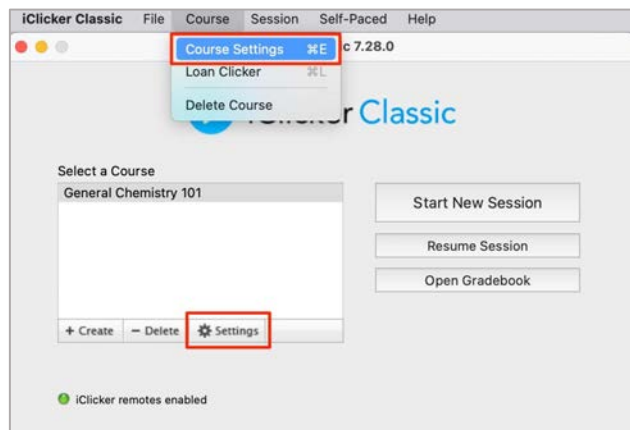 iClicker Classic File Course Session Self-Paced Help
Course Settings ⌘E
c 7.28.0
Loan Clicker ⌘L
Delete Course
r Classic
Select a Course
General Chemistry 101
Start New Session
Resume Session
Open Gradebook
+ Create − Delete Settings
iClicker remotes enabled